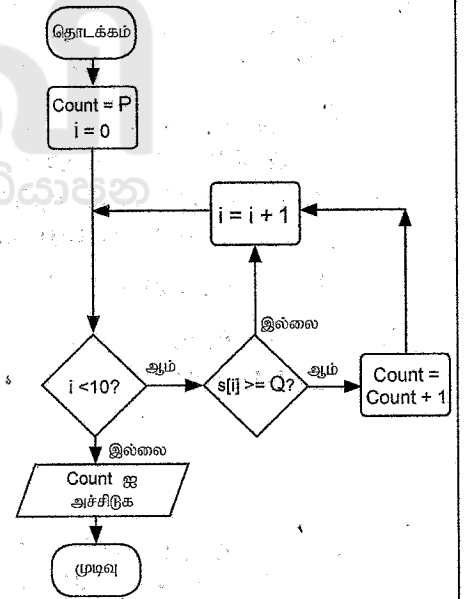 தொடக்கம்
Count = P
i = 0
i = i + 1
இல்லை
i <10?
ஆம்
s[i] >= Q?
ஆம்
Count =
Count + 1
இல்லை
Count ஐ
அச்சிடுக
முடிவு